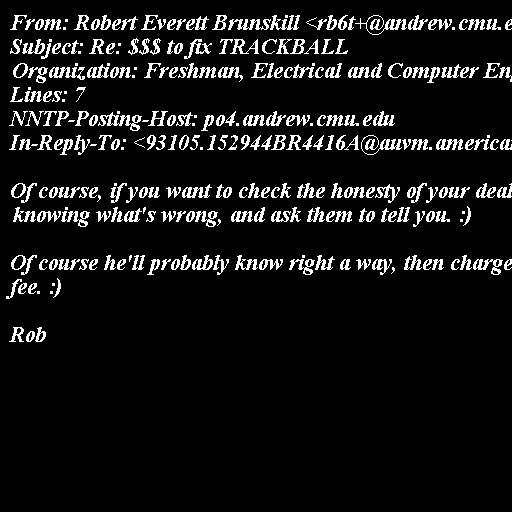 From: Robert Everett Brunskill <rb6t+@andrew.cmu.e
Subject: Re: $$$ to fix TRACKBALL
Organization: Freshman, Electrical and Computer En
Lines: 7
NNTP-Posting-Host: po4.andrew.cmu.edu
In-Reply-To: <93105.152944BR4416A@auvm.america
Of course, if you want to check the honesty of your deal
knowing what's wrong, and ask them to tell you. :)
Of course he'll probably know right a way, then charge
fee. :)
Rob